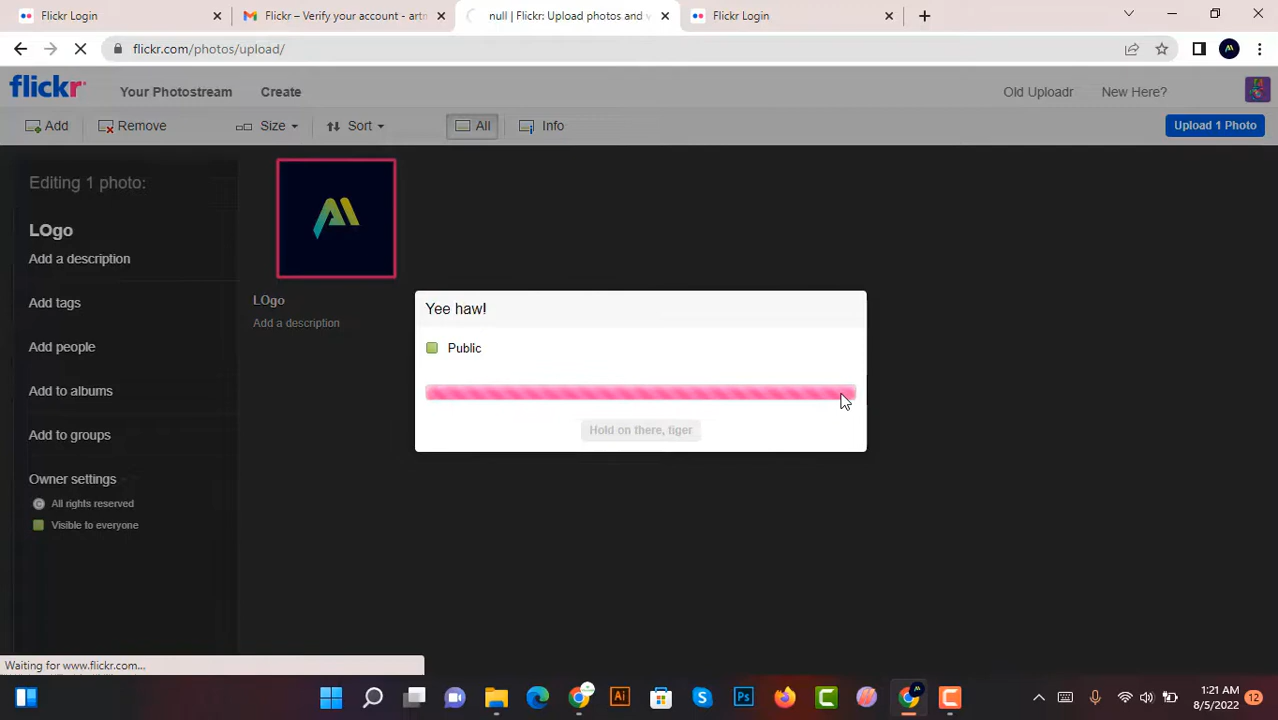 Flickr Login
Flickr – Verify your account - artm
null | Flickr: Upload photos and v
Flickr Login
flickr.com/photos/upload/
flickr
Your Photostream
Create
Old Uploadr
New Here?
Add
Remove
Size
Sort
All
Info
Upload 1 Photo
Editing 1 photo:
LOgo
Add a description
Add tags
Add people
Add to albums
Add to groups
Owner settings
All rights reserved
Visible to everyone
LOgo
Add a description
Yee haw!
Public
Hold on there, tiger
Waiting for www.flickr.com...
Ai
Ps
1:21 AM
8/5/2022
12